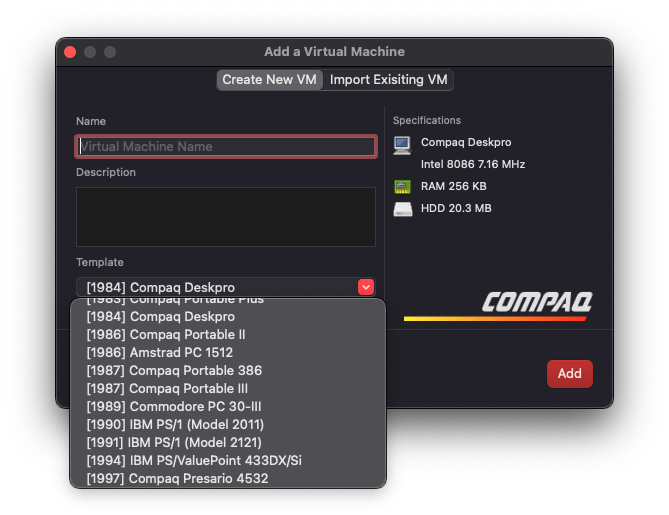 Add a Virtual Machine
Create New VM
Import Exisiting VM
Name
Virtual Machine Name
Description
Template
[1984] Compaq Deskpro
[1983] Compaq Portable Plus
[1984] Compaq Deskpro
[1986] Compaq Portable II
[1986] Amstrad PC 1512
[1987] Compaq Portable 386
[1987] Compaq Portable III
[1989] Commodore PC 30-III
[1990] IBM PS/1 (Model 2011)
[1991] IBM PS/1 (Model 2121)
[1994] IBM PS/ValuePoint 433DX/Si
[1997] Compaq Presario 4532
Specifications
Compaq Deskpro
Intel 8086 7.16 MHz
RAM 256 KB
HDD 20.3 MB
COMPAQ
Add